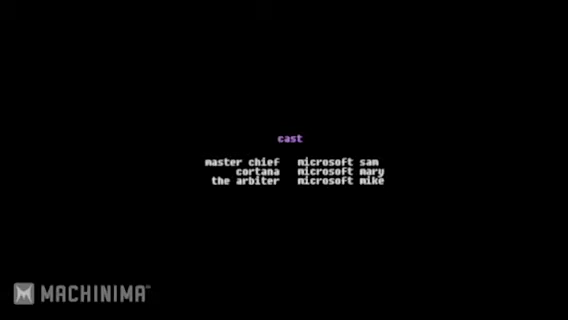 cast
master chief microsoft sam
cortana microsoft mary
the arbiter microsoft mike
MACHINIMA